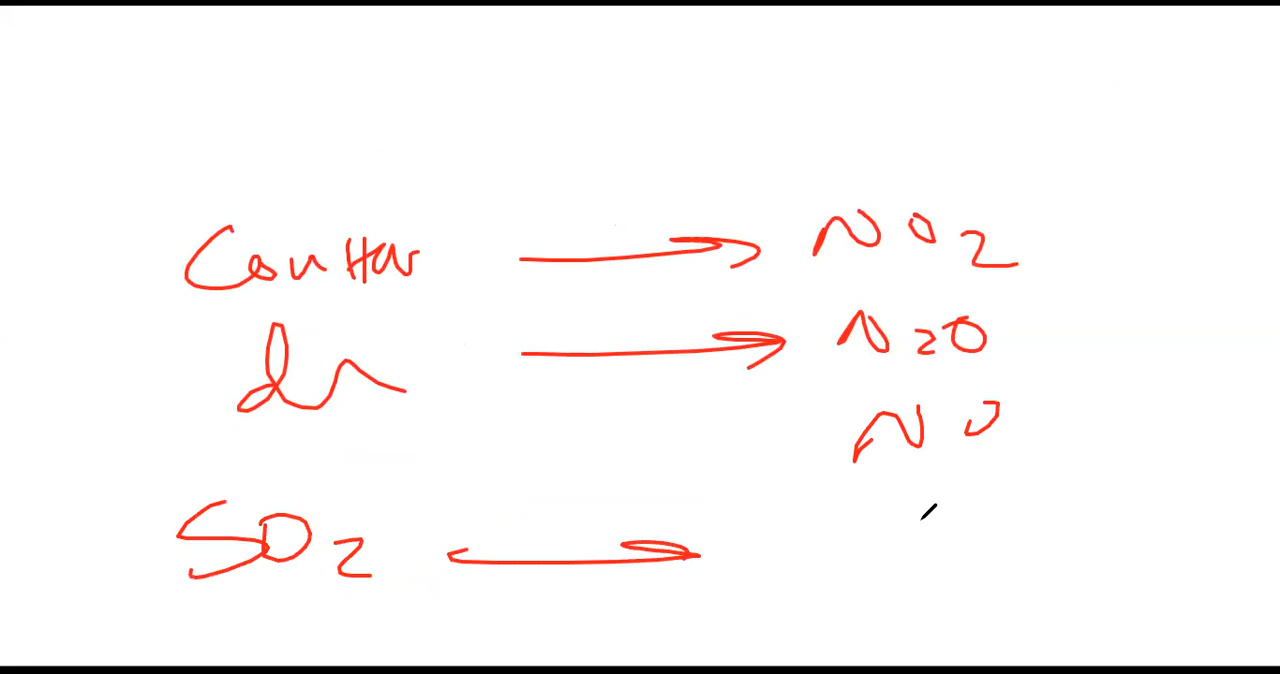 → NO2
→ N2O
NO
SO2 →